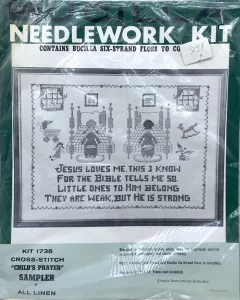 NEEDLEWORK KIT
CONTAINS BUCILLA SIX-STRAND FLOSS TO CO
JESUS LOVES ME, THIS I KNOW
FOR THE BIBLE TELLS ME SO.
LITTLE ONES TO HIM BELONG
THEY ARE WEAK, BUT HE IS STRONG
KIT 1736
CROSS-STITCH
"CHILD'S PRAYER"
SAMPLER
•
ALL LINEN